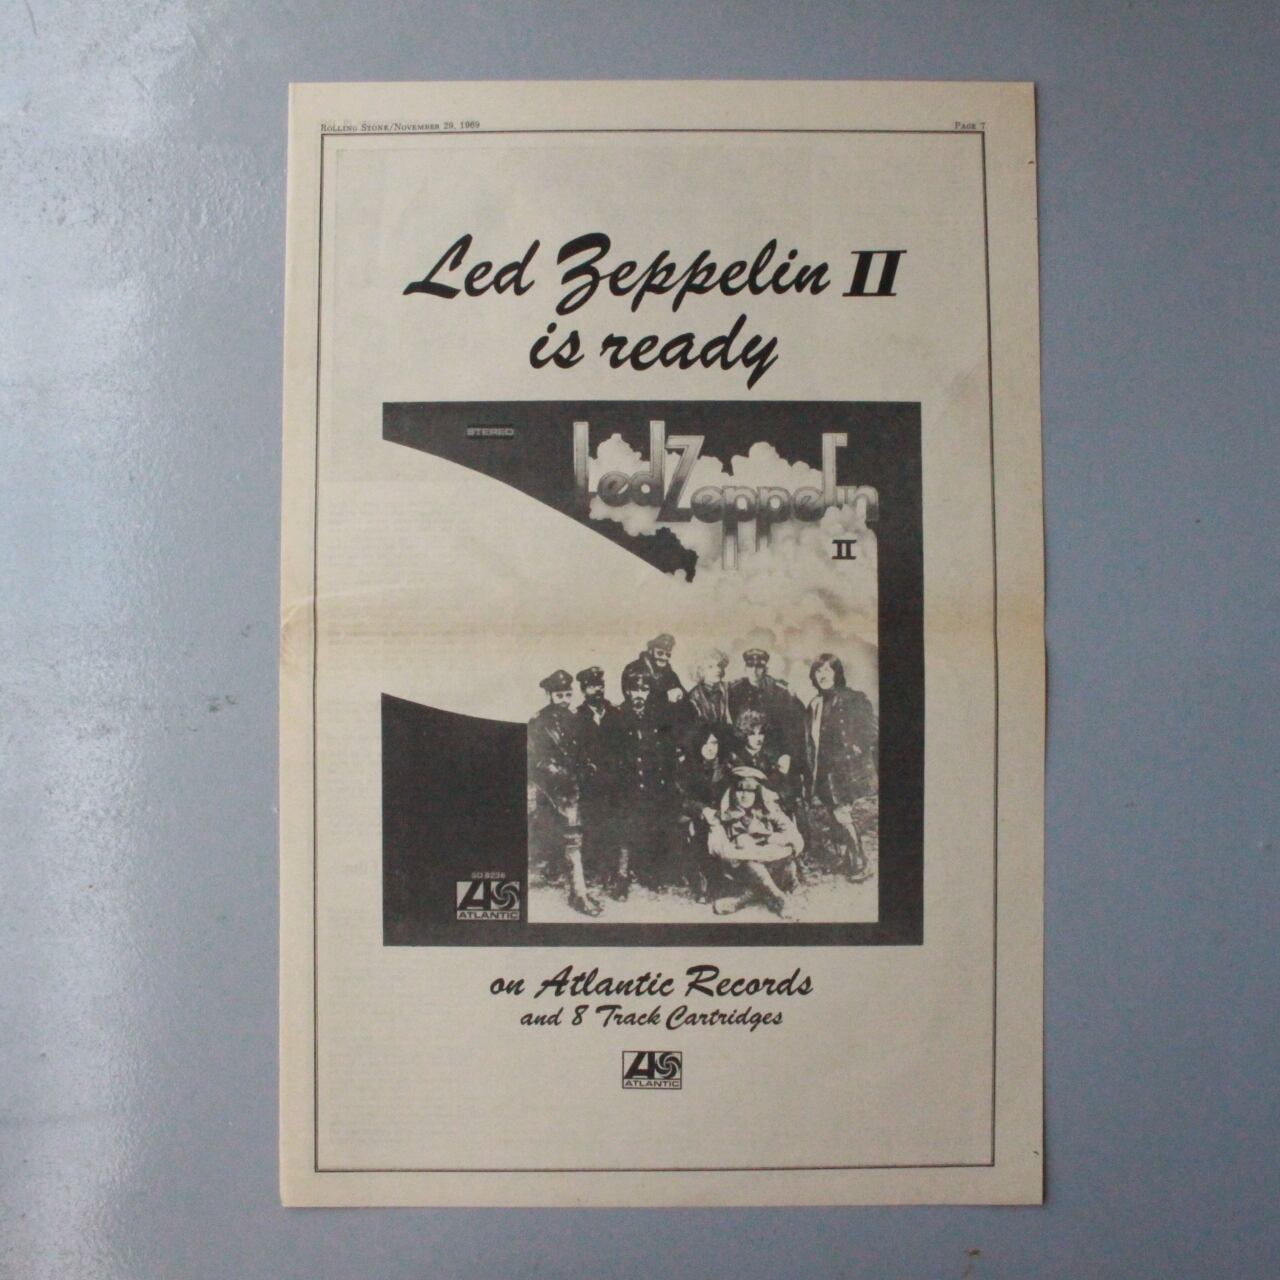 ROLLING STONE/NOVEMBER 29, 1969
PAGE 7
Led Zeppelin II
is ready
STEREO
Led Zeppelin
II
SD 8236
ATLANTIC
on Atlantic Records
and 8 Track Cartridges
ATLANTIC